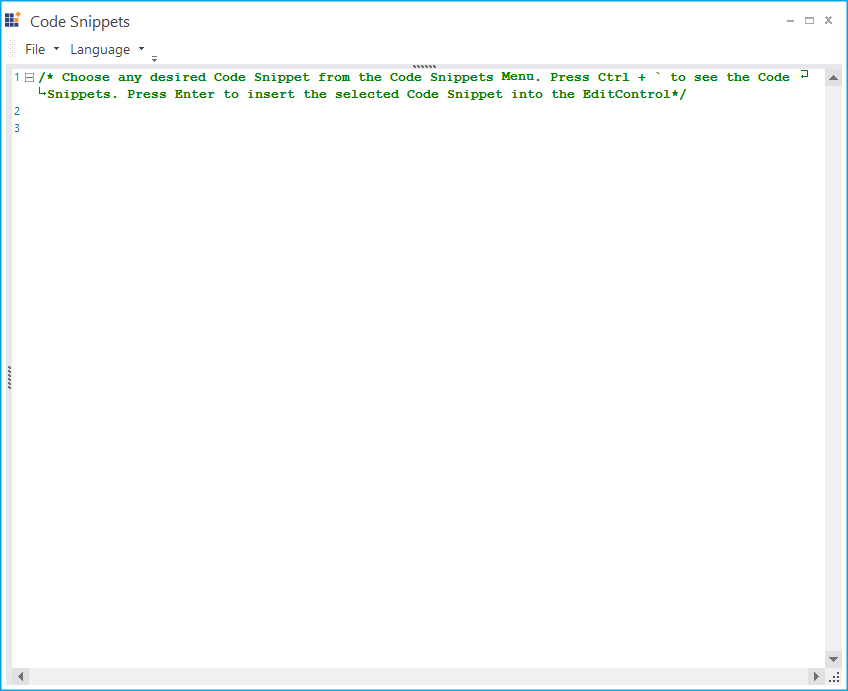 Code Snippets
File Language
1 /* Choose any desired Code Snippet from the Code Snippets Menu. Press Ctrl + ` to see the Code
Snippets. Press Enter to insert the selected Code Snippet into the EditControl*/
2
3